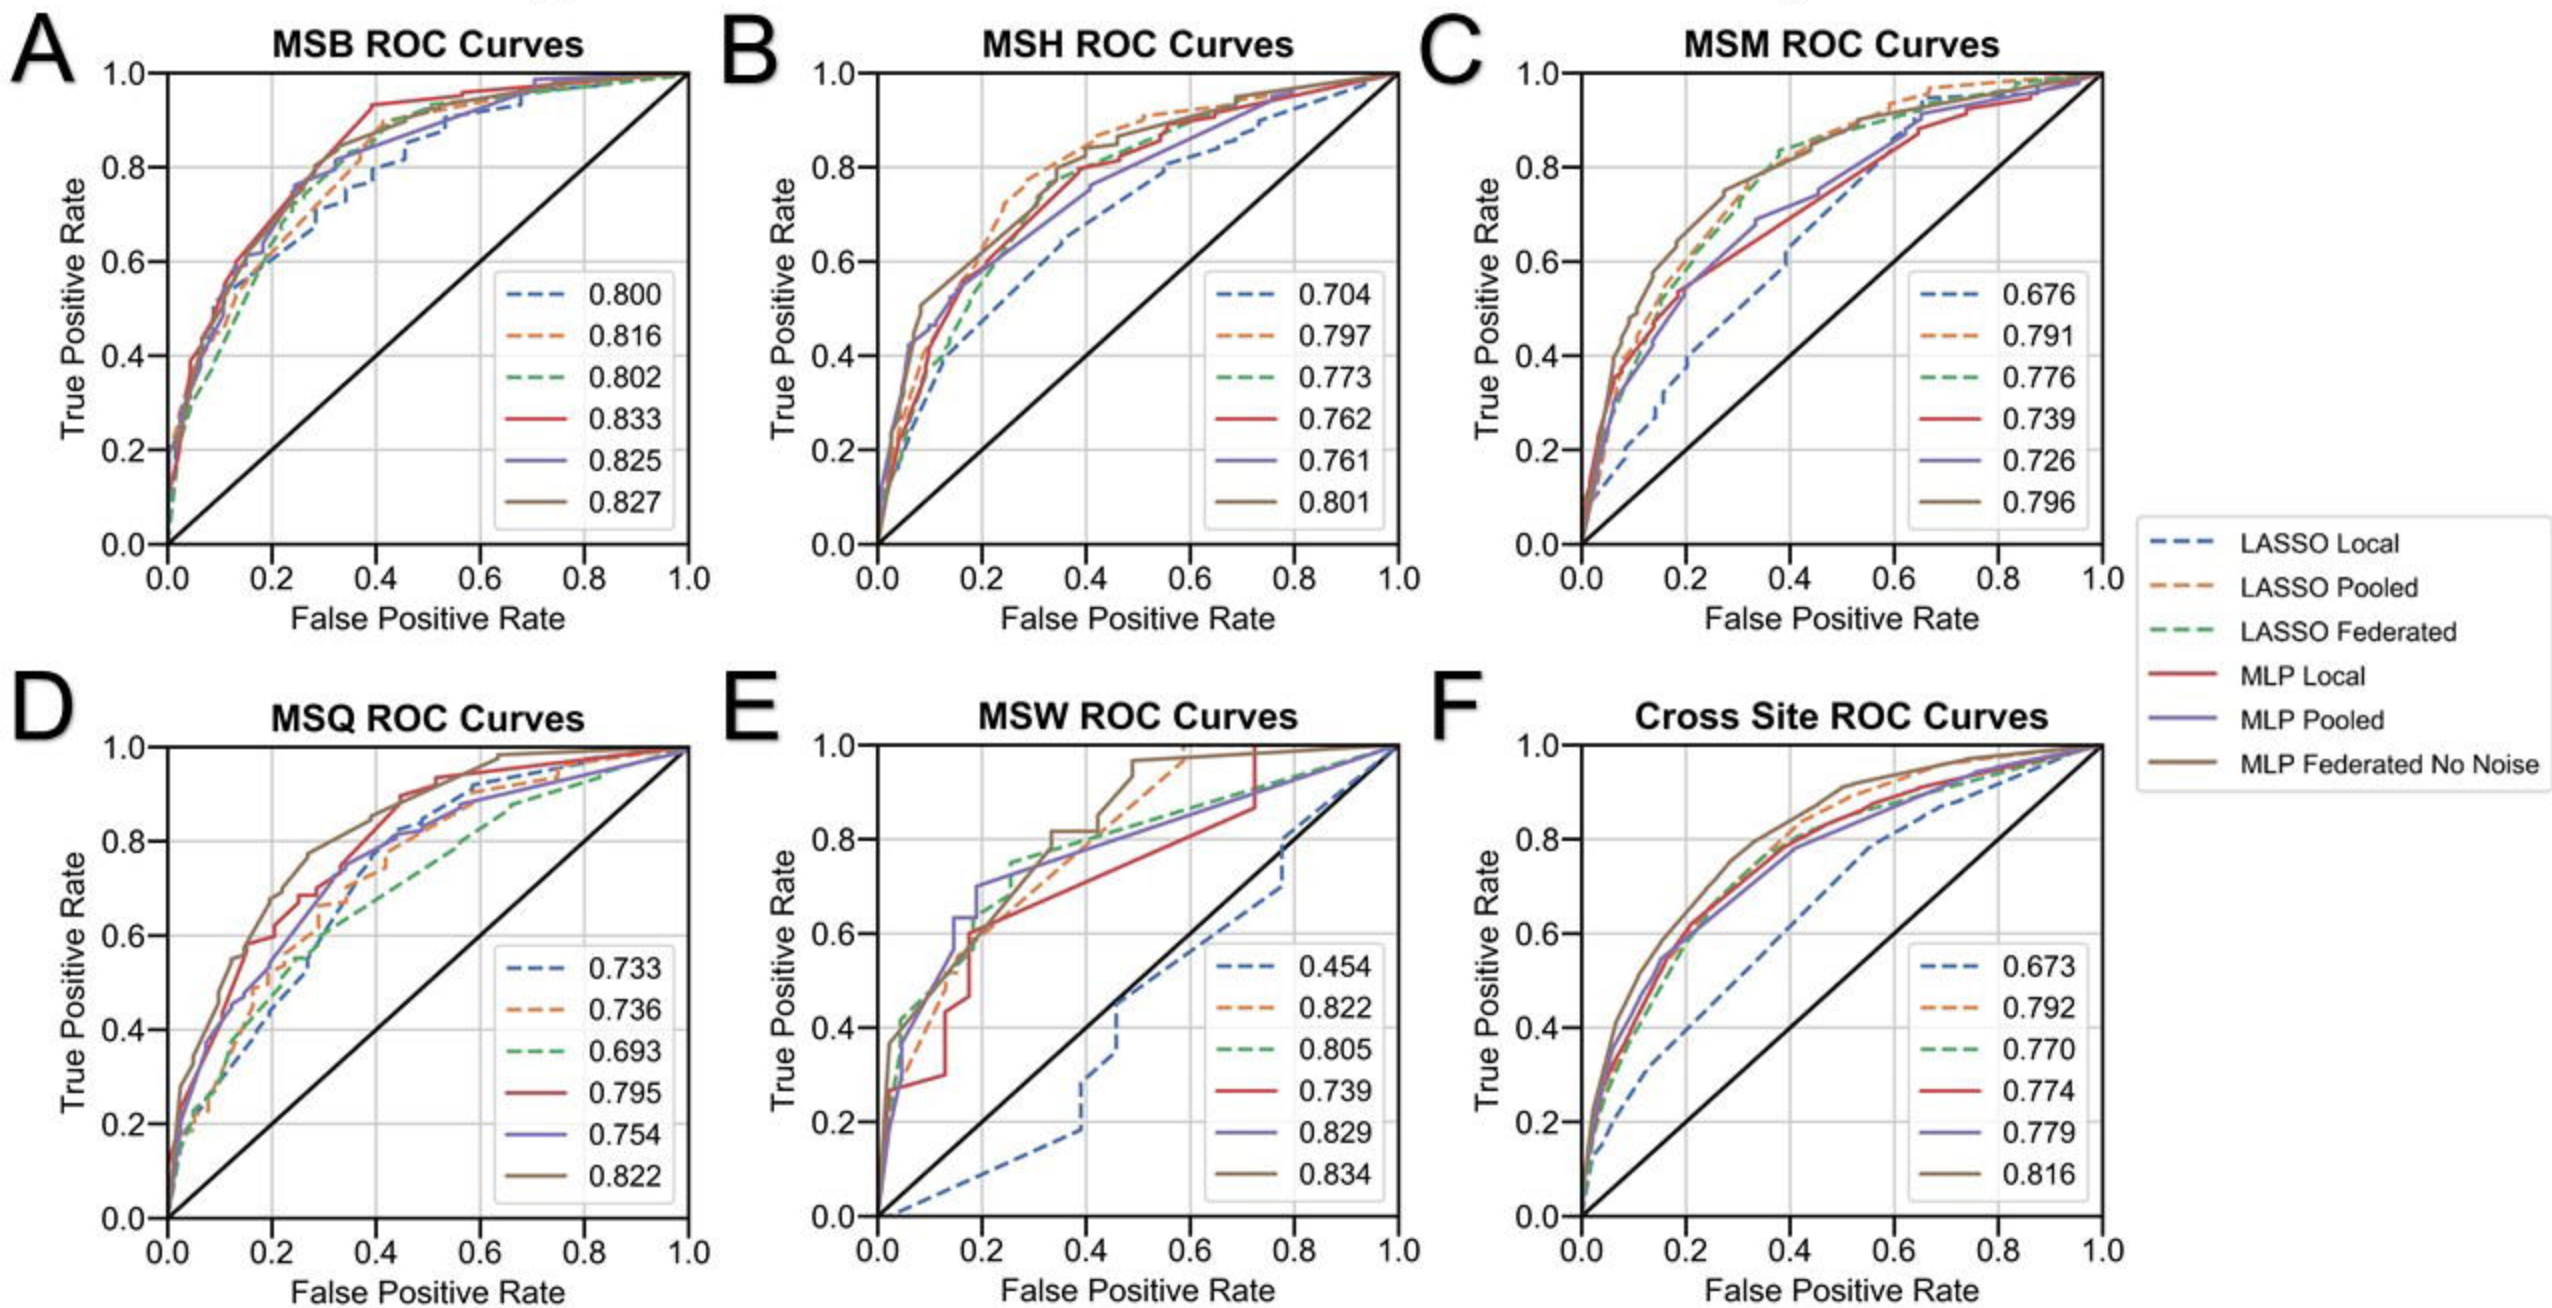 A
MSB ROC Curves
True Positive Rate
1.0
0.8
0.6
0.4
0.2
0.0
0.800
0.816
0.802
0.833
0.825
0.827
0.0 0.2 0.4 0.6 0.8 1.0
False Positive Rate
B
MSH ROC Curves
True Positive Rate
1.0
0.8
0.6
0.4
0.2
0.0
0.704
0.797
0.773
0.762
0.761
0.801
0.0 0.2 0.4 0.6 0.8 1.0
False Positive Rate
C
MSM ROC Curves
True Positive Rate
1.0
0.8
0.6
0.4
0.2
0.0
0.676
0.791
0.776
0.739
0.726
0.796
0.0 0.2 0.4 0.6 0.8 1.0
False Positive Rate
LASSO Local
LASSO Pooled
LASSO Federated
MLP Local
MLP Pooled
MLP Federated No Noise
D
MSQ ROC Curves
True Positive Rate
1.0
0.8
0.6
0.4
0.2
0.0
0.733
0.736
0.693
0.795
0.754
0.822
0.0 0.2 0.4 0.6 0.8 1.0
False Positive Rate
E
MSW ROC Curves
True Positive Rate
1.0
0.8
0.6
0.4
0.2
0.0
0.454
0.822
0.805
0.739
0.829
0.834
0.0 0.2 0.4 0.6 0.8 1.0
False Positive Rate
F
Cross Site ROC Curves
True Positive Rate
1.0
0.8
0.6
0.4
0.2
0.0
0.673
0.792
0.770
0.774
0.779
0.816
0.0 0.2 0.4 0.6 0.8 1.0
False Positive Rate